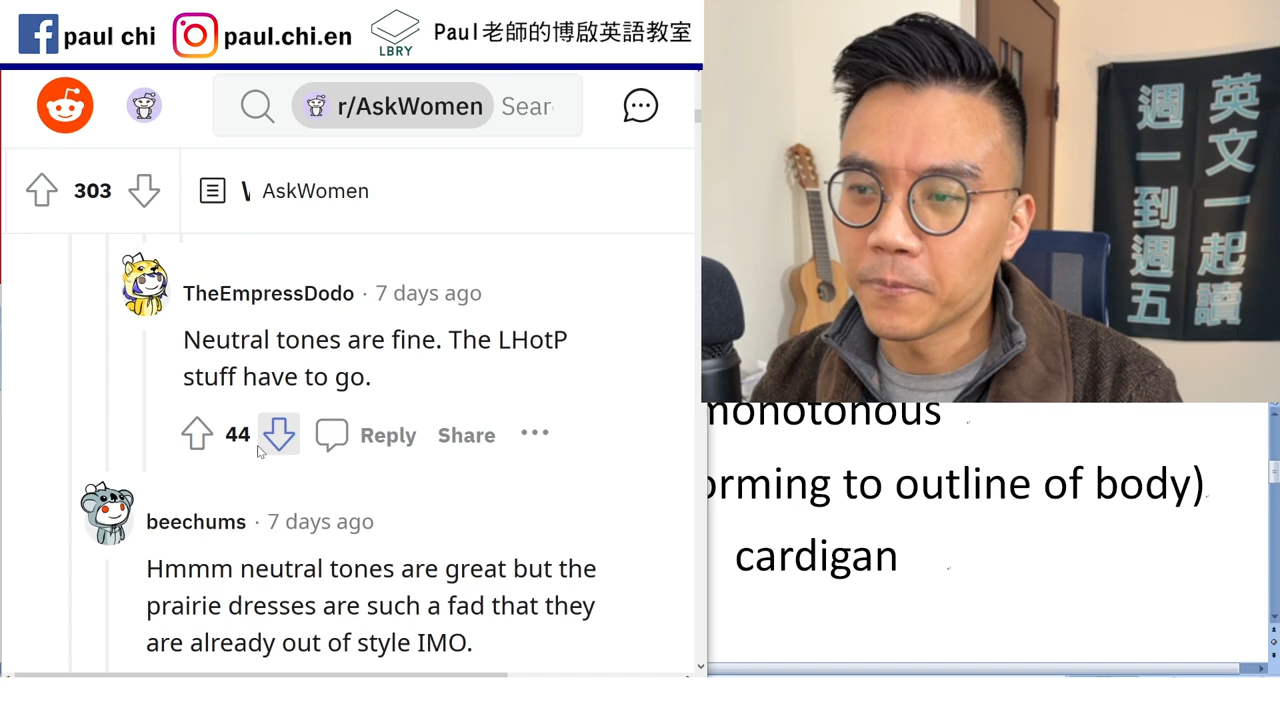 paul chi
paul.chi.en
LBRY
Paul老師的博啟英語教室
r/AskWomen
Sear
303
AskWomen
TheEmpressDodo · 7 days ago
Neutral tones are fine. The LHotP
stuff have to go.
44
Reply
Share
beechums · 7 days ago
Hmmm neutral tones are great but the
prairie dresses are such a fad that they
are already out of style IMO.
英文一起讀
週一到週五
monotonous
orming to outline of body)
cardigan